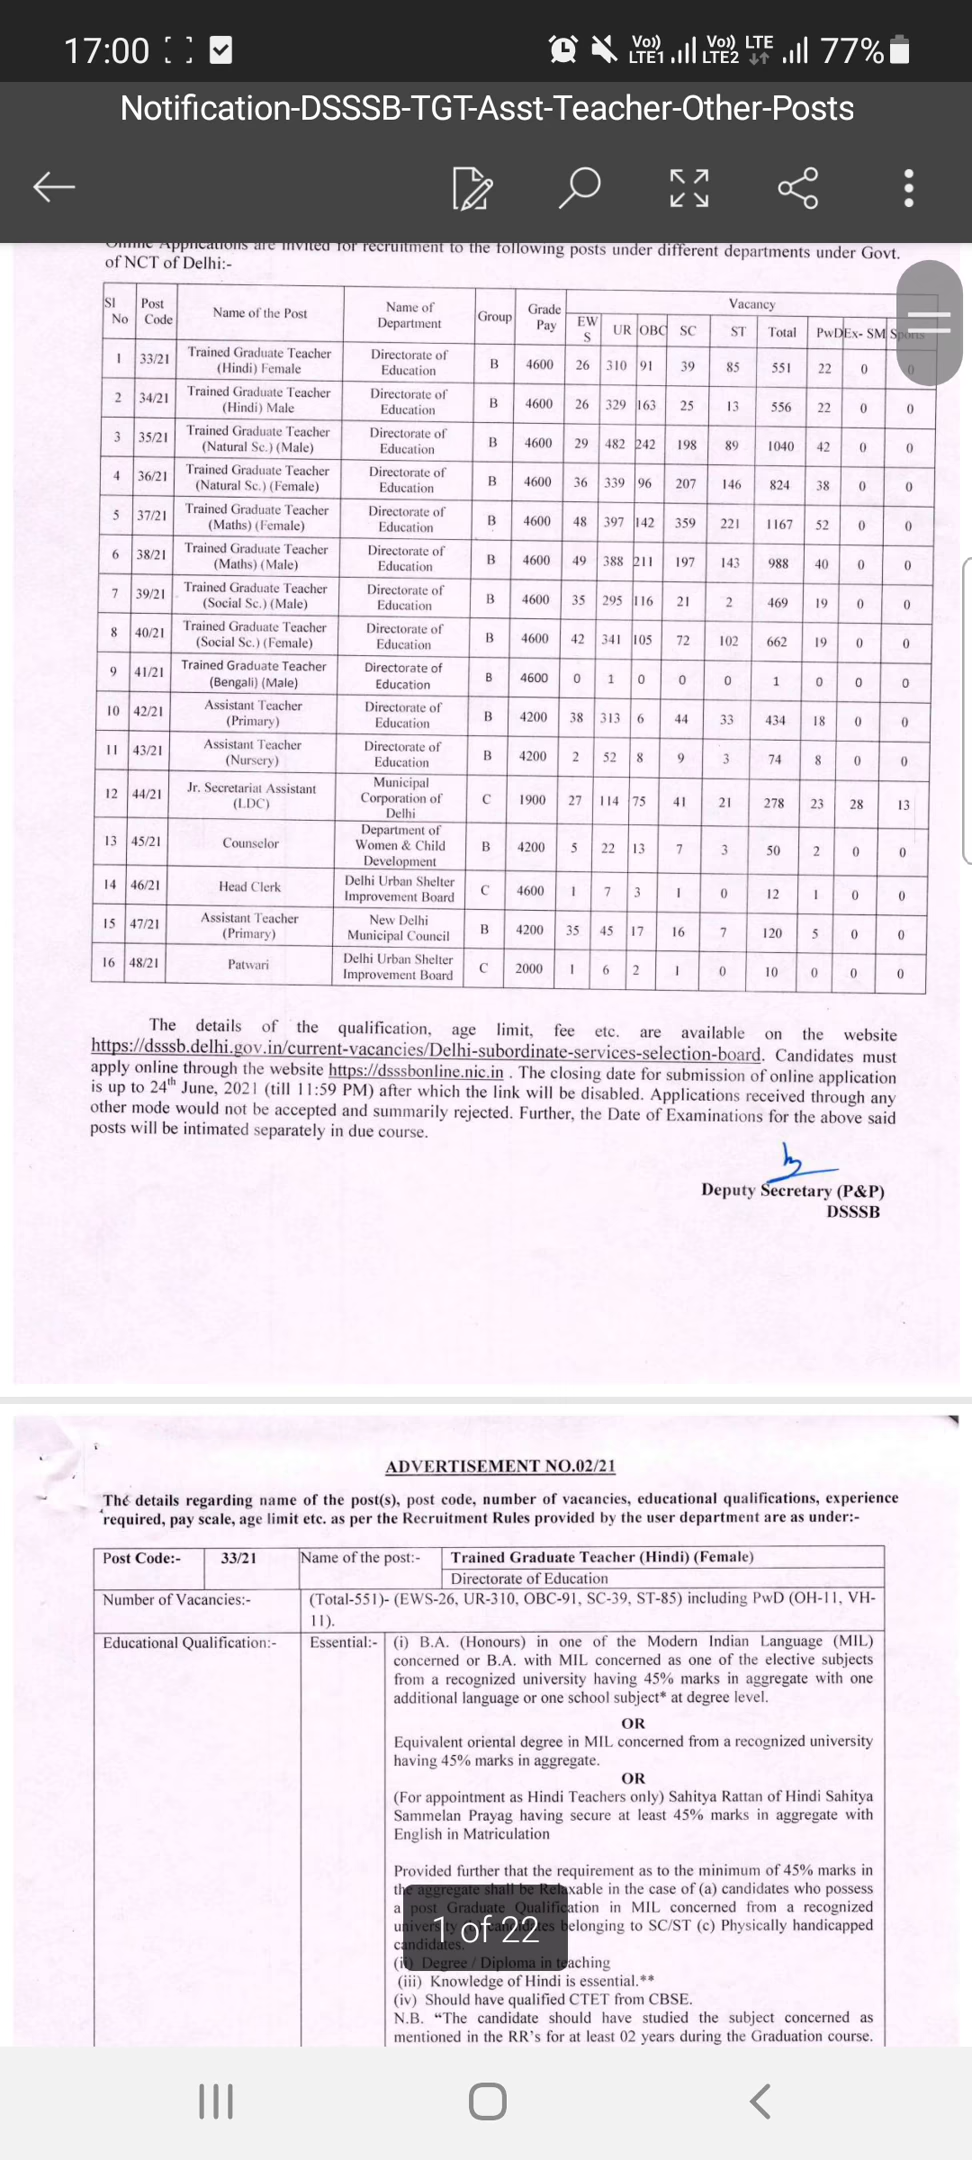 17:00
Vo)) LTE1 Vo)) LTE2 LTE 77%
Notification-DSSSB-TGT-Asst-Teacher-Other-Posts
Online Applications are invited for recruitment to the following posts under different departments under Govt.
of NCT of Delhi:-
Sl No Post Code Name of the Post Name of Department Group Grade Pay Vacancy
EWS UR OBC SC ST Total PwD Ex- SM Sports
1 33/21 Trained Graduate Teacher (Hindi) Female Directorate of Education B 4600 26 310 91 39 85 551 22 0 0
2 34/21 Trained Graduate Teacher (Hindi) Male Directorate of Education B 4600 26 329 163 25 13 556 22 0 0
3 35/21 Trained Graduate Teacher (Natural Sc.) (Male) Directorate of Education B 4600 29 482 242 198 89 1040 42 0 0
4 36/21 Trained Graduate Teacher (Natural Sc.) (Female) Directorate of Education B 4600 36 339 96 207 146 824 38 0 0
5 37/21 Trained Graduate Teacher (Maths) (Female) Directorate of Education B 4600 48 397 142 359 221 1167 52 0 0
6 38/21 Trained Graduate Teacher (Maths) (Male) Directorate of Education B 4600 49 388 211 197 143 988 40 0 0
7 39/21 Trained Graduate Teacher (Social Sc.) (Male) Directorate of Education B 4600 35 295 116 21 2 469 19 0 0
8 40/21 Trained Graduate Teacher (Social Sc.) (Female) Directorate of Education B 4600 42 341 105 72 102 662 19 0 0
9 41/21 Trained Graduate Teacher (Bengali) (Male) Directorate of Education B 4600 0 1 0 0 0 1 0 0 0
10 42/21 Assistant Teacher (Primary) Directorate of Education B 4200 38 313 6 44 33 434 18 0 0
11 43/21 Assistant Teacher (Nursery) Directorate of Education B 4200 2 52 8 9 3 74 8 0 0
12 44/21 Jr. Secretariat Assistant (LDC) Municipal Corporation of Delhi C 1900 27 114 75 41 21 278 23 28 13
13 45/21 Counselor Department of Women & Child Development B 4200 5 22 13 7 3 50 2 0 0
14 46/21 Head Clerk Delhi Urban Shelter Improvement Board C 4600 1 7 3 1 0 12 1 0 0
15 47/21 Assistant Teacher (Primary) New Delhi Municipal Council B 4200 35 45 17 16 7 120 5 0 0
16 48/21 Patwari Delhi Urban Shelter Improvement Board C 2000 1 6 2 1 0 10 0 0 0
The details of the qualification, age limit, fee etc. are available on the website
https://dsssb.delhi.gov.in/current-vacancies/Delhi-subordinate-services-selection-board. Candidates must
apply online through the website https://dsssbonline.nic.in . The closing date for submission of online application
is up to 24th June, 2021 (till 11:59 PM) after which the link will be disabled. Applications received through any
other mode would not be accepted and summarily rejected. Further, the Date of Examinations for the above said
posts will be intimated separately in due course.
Deputy Secretary (P&P)
DSSSB
ADVERTISEMENT NO.02/21
The details regarding name of the post(s), post code, number of vacancies, educational qualifications, experience
required, pay scale, age limit etc. as per the Recruitment Rules provided by the user department are as under:-
Post Code:- 33/21 Name of the post:- Trained Graduate Teacher (Hindi) (Female)
Directorate of Education
Number of Vacancies:- (Total-551)- (EWS-26, UR-310, OBC-91, SC-39, ST-85) including PwD (OH-11, VH-
11).
Educational Qualification:- Essential:- (i) B.A. (Honours) in one of the Modern Indian Language (MIL)
concerned or B.A. with MIL concerned as one of the elective subjects
from a recognized university having 45% marks in aggregate with one
additional language or one school subject* at degree level.
OR
Equivalent oriental degree in MIL concerned from a recognized university
having 45% marks in aggregate.
OR
(For appointment as Hindi Teachers only) Sahitya Rattan of Hindi Sahitya
Sammelan Prayag having secure at least 45% marks in aggregate with
English in Matriculation
Provided further that the requirement as to the minimum of 45% marks in
the aggregate shall be Relaxable in the case of (a) candidates who possess
a post Graduate Qualification in MIL concerned from a recognized
university candidates belonging to SC/ST (c) Physically handicapped
candidates.
1 of 22
(ii) Degree / Diploma in teaching
(iii) Knowledge of Hindi is essential.**
(iv) Should have qualified CTET from CBSE.
N.B. “The candidate should have studied the subject concerned as
mentioned in the RR's for at least 02 years during the Graduation course.